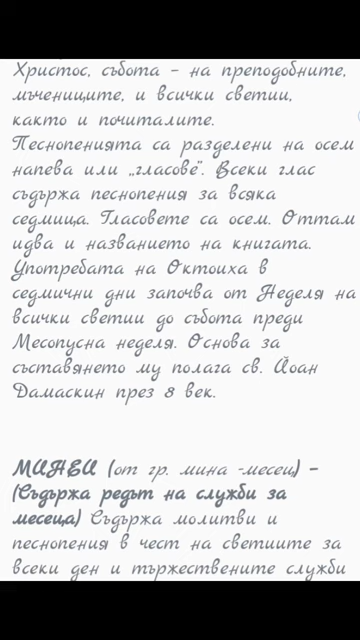 Христос, събота – на преподобните,
мъчениците, и всички светии,
както и почиталите.
Песнопенията са разделени на осем
напева или „гласове“. Всеки глас
съдържа песнопения за всяка
седмица. Гласовете са осем. Оттам
идва и названието на книгата.
Употребата на Октоиха в
седмични дни започва от Неделя на
всички светии до събота преди
Месопусна неделя. Основа за
съставянето му полага св. Йоан
Дамаскин през 8 век.
МИНЕИ (от гр. мина -месец) –
(Съдържа редът на служби за
месеца) Съдържа молитви и
песнопения в чест на светиите за
всеки ден и тържествените служби